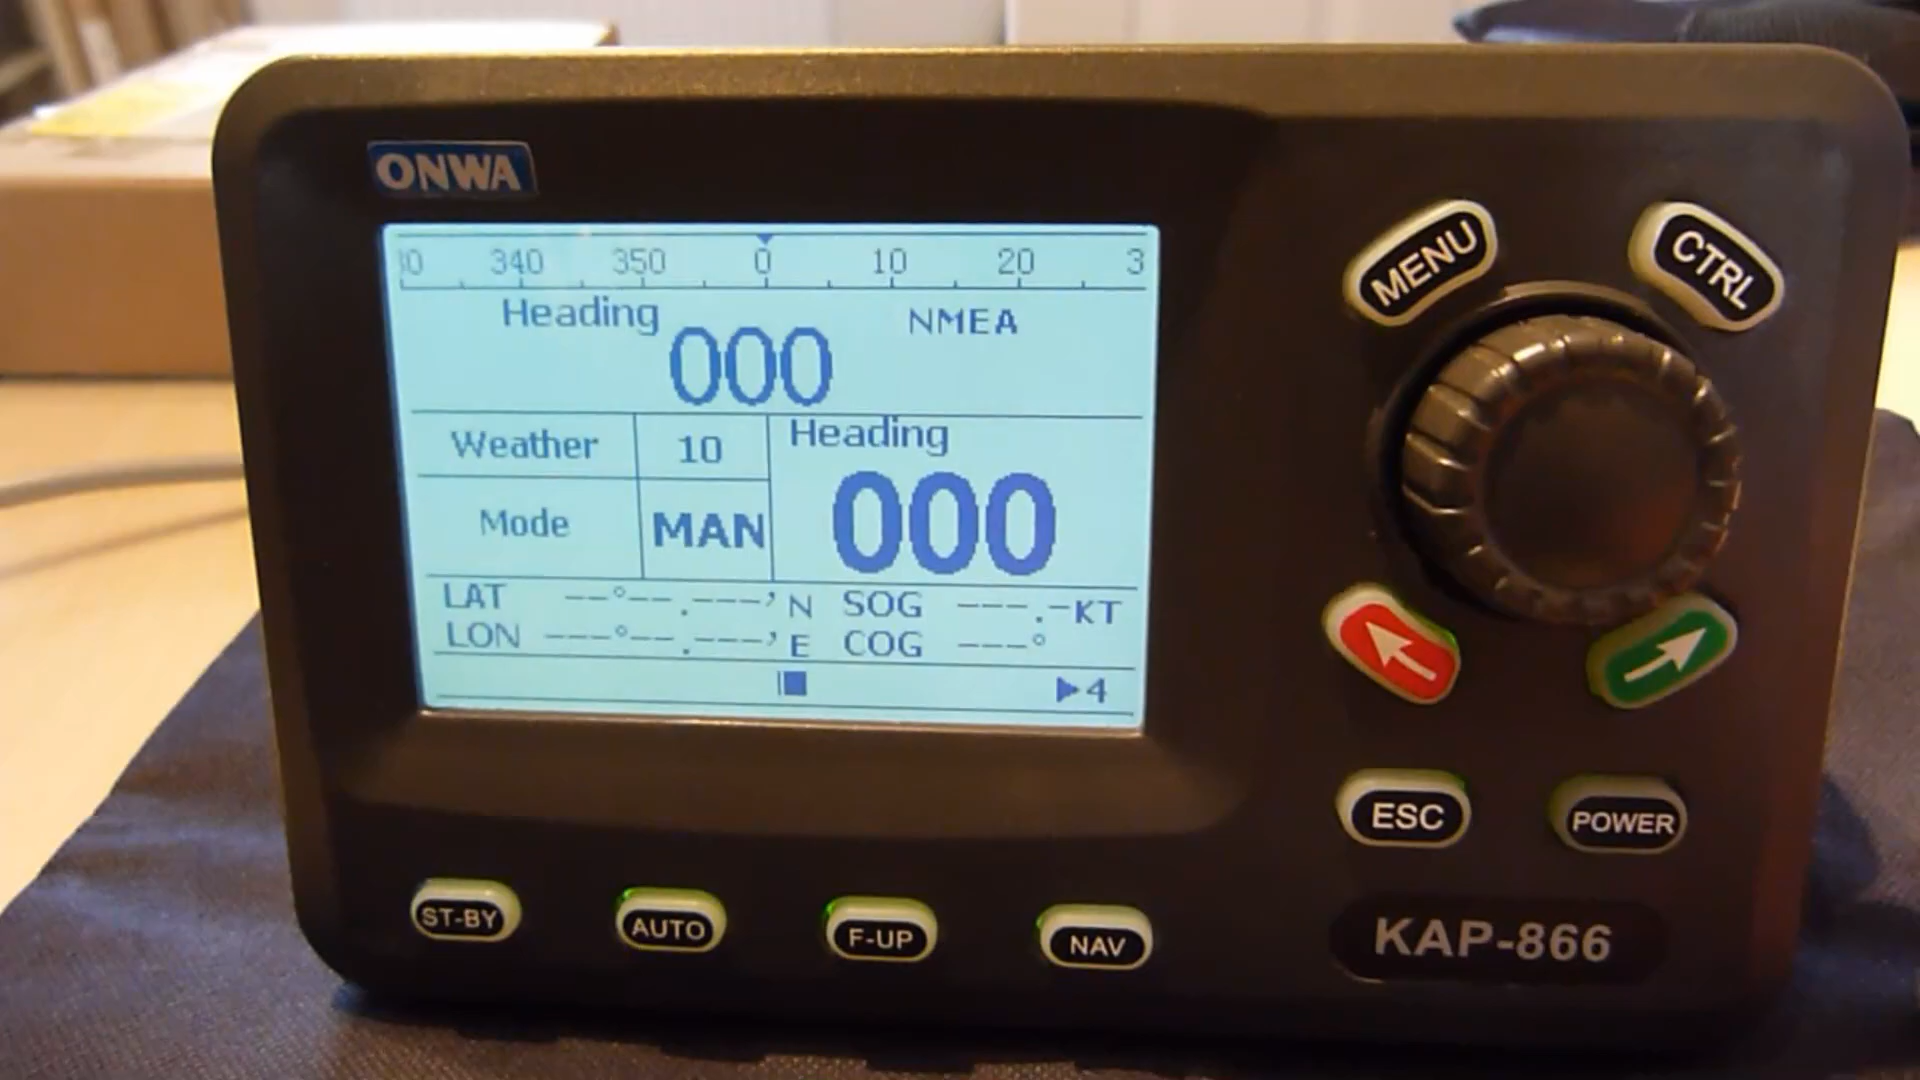 ONWA
30 340 350 0 10 20 3
Heading NMEA
000
Weather 10 Heading
Mode MAN 000
LAT --°--.---' N SOG ---.-KT
LON ---°--.---' E COG ---°
▶4
MENU
CTRL
ESC
POWER
ST-BY AUTO F-UP NAV
KAP-866